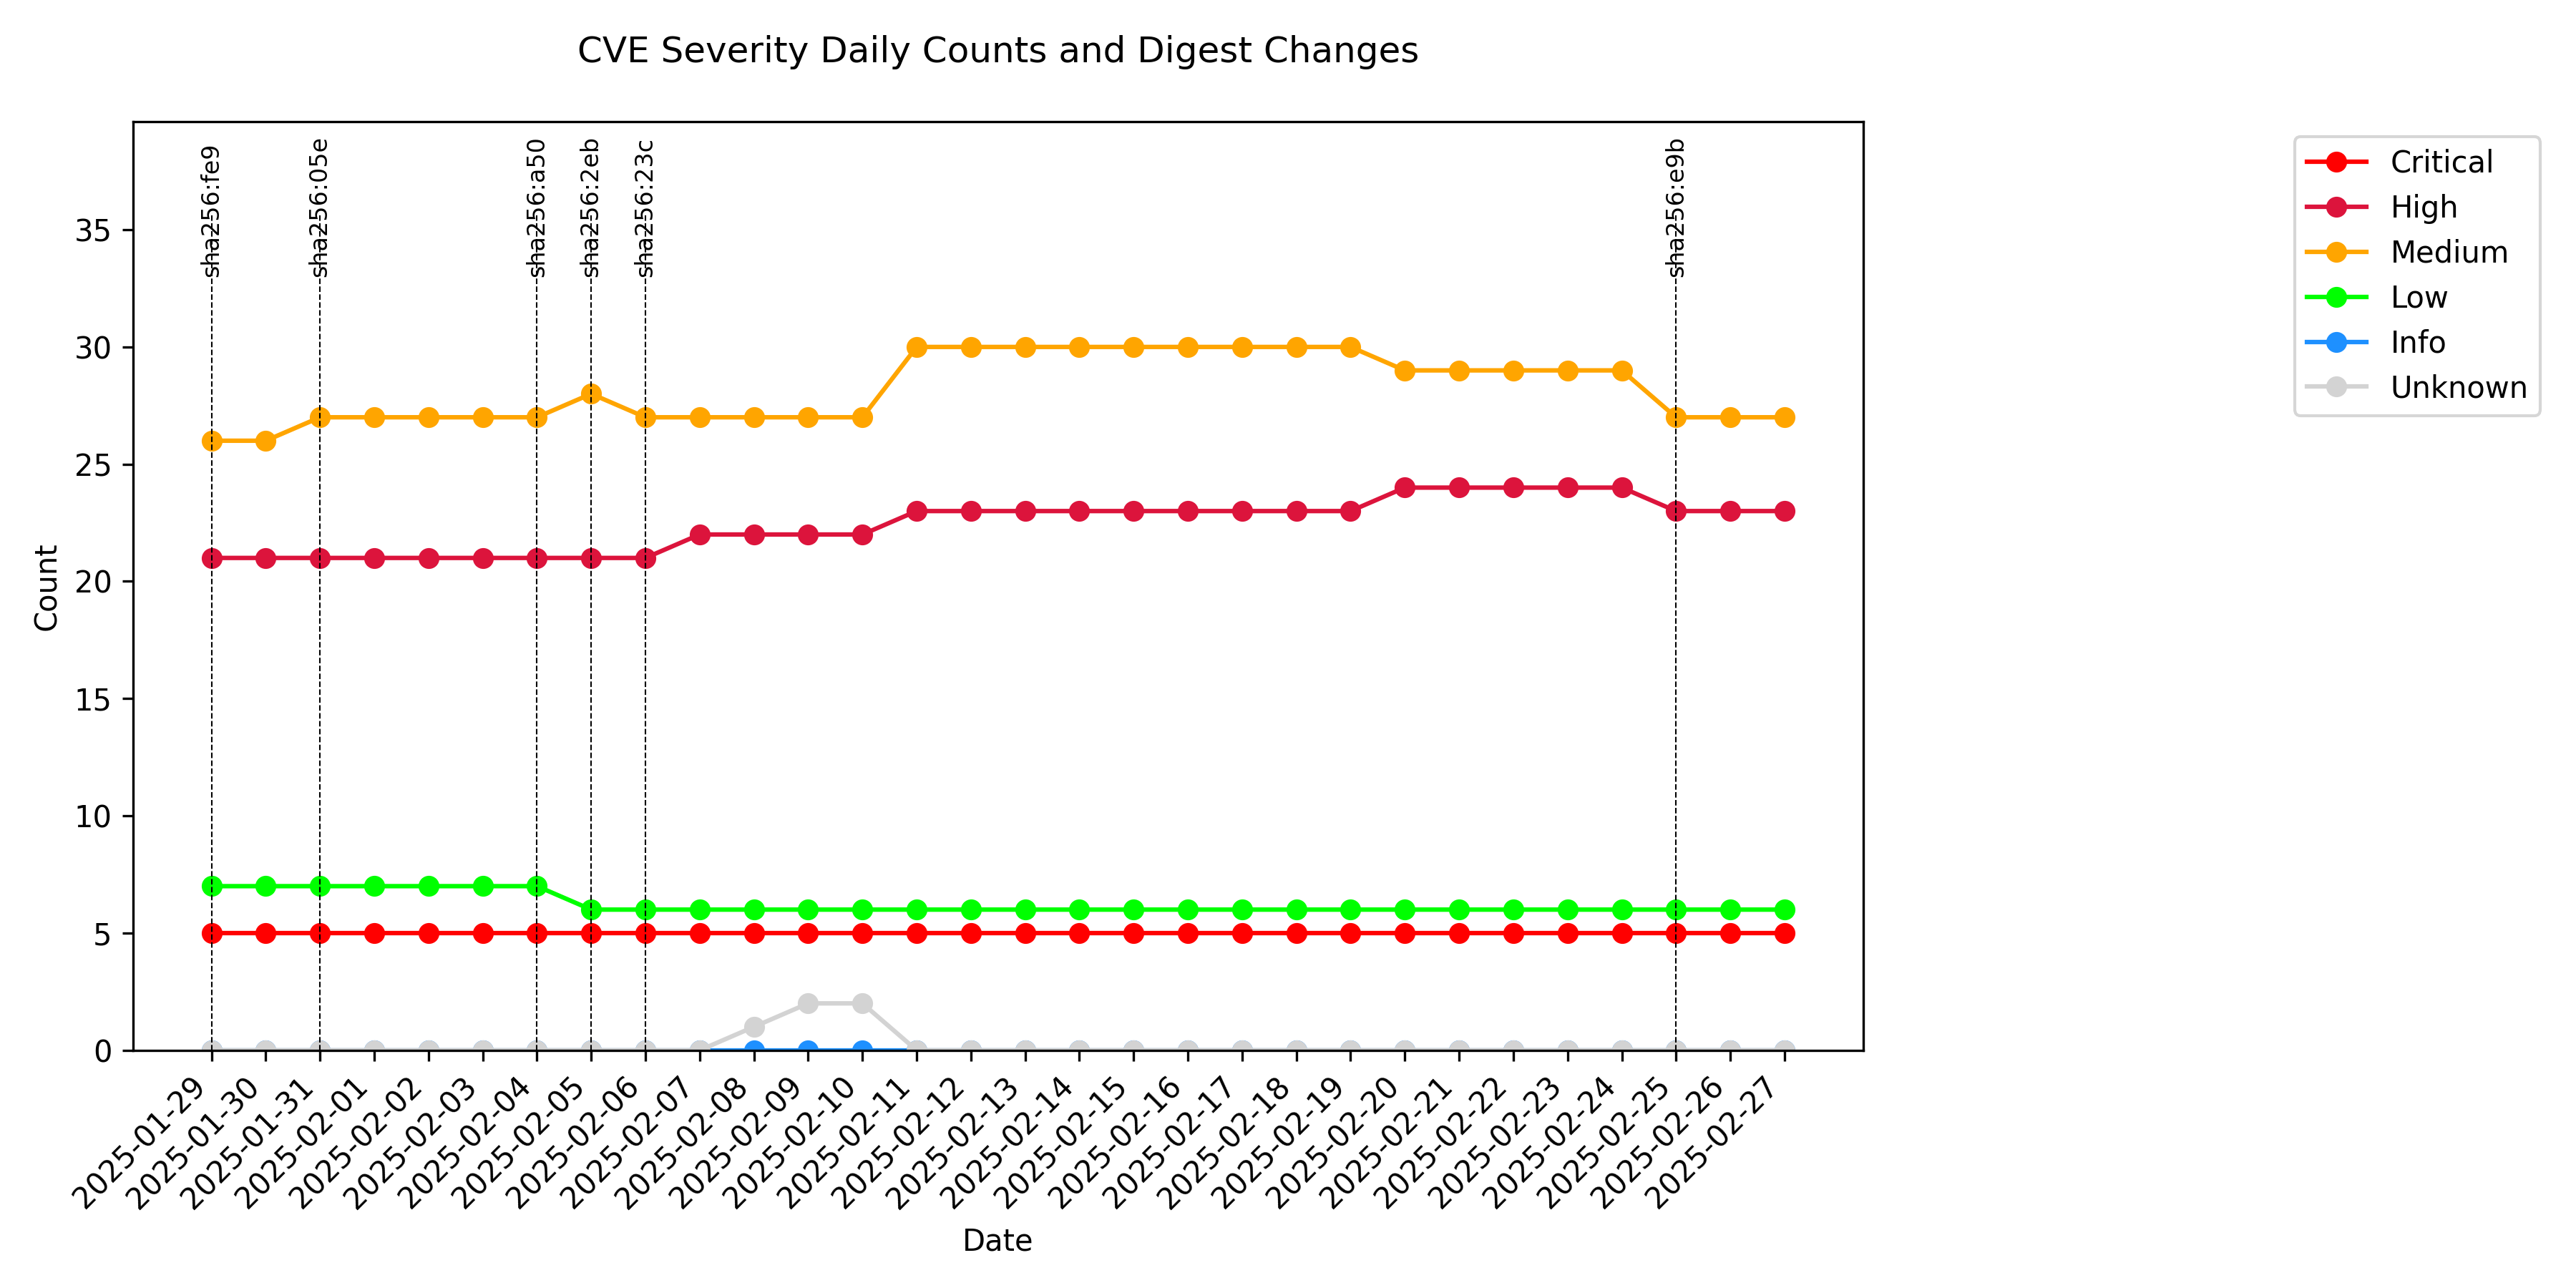 CVE Severity Daily Counts and Digest Changes
sha256:fe9
sha256:05e
sha256:a50
sha256:2eb
sha256:23c
sha256:e9b
Critical
High
Medium
Low
Info
Unknown
Count
35
30
25
20
15
10
5
0
2025-01-29
2025-01-30
2025-01-31
2025-02-01
2025-02-02
2025-02-03
2025-02-04
2025-02-05
2025-02-06
2025-02-07
2025-02-08
2025-02-09
2025-02-10
2025-02-11
2025-02-12
2025-02-13
2025-02-14
2025-02-15
2025-02-16
2025-02-17
2025-02-18
2025-02-19
2025-02-20
2025-02-21
2025-02-22
2025-02-23
2025-02-24
2025-02-25
2025-02-26
2025-02-27
Date